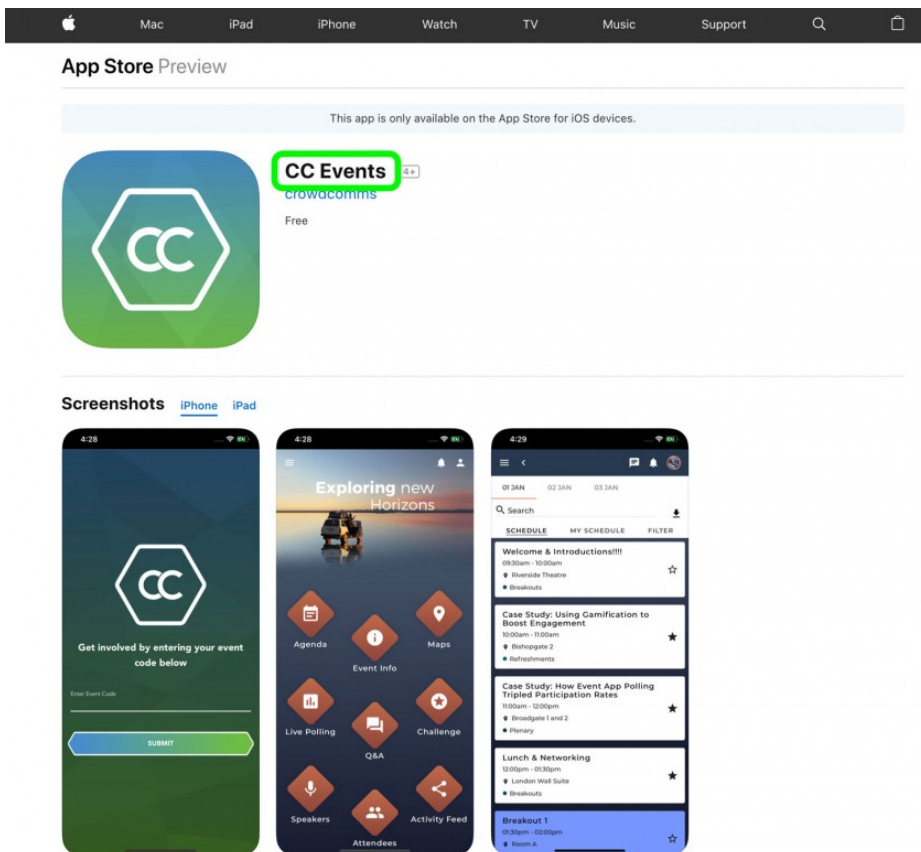 Mac iPad iPhone Watch TV Music Support
App Store Preview
This app is only available on the App Store for iOS devices.
CC Events 4+
crowdcomms
Free
CC
Screenshots iPhone iPad
4:28
CC
Get involved by entering your event
code below
Enter Event Code
SUBMIT
4:28
Exploring new
Horizons
Agenda
Event Info
Maps
Live Polling
Q&A
Challenge
Speakers
Attendees
Activity Feed
4:29
01 JAN 02 JAN 03 JAN
Search
SCHEDULE MY SCHEDULE FILTER
Welcome & Introductions!!!!
09:30am - 10:00am
Riverside Theatre
Breakouts
Case Study: Using Gamification to
Boost Engagement
10:00am - 11:00am
Bishopgate 2
Refreshments
Case Study: How Event App Polling
Tripled Participation Rates
11:00am - 12:00pm
Broadgate 1 and 2
Plenary
Lunch & Networking
12:00pm - 01:30pm
London Wall Suite
Breakouts
Breakout 1
01:30pm - 02:00pm
Room A